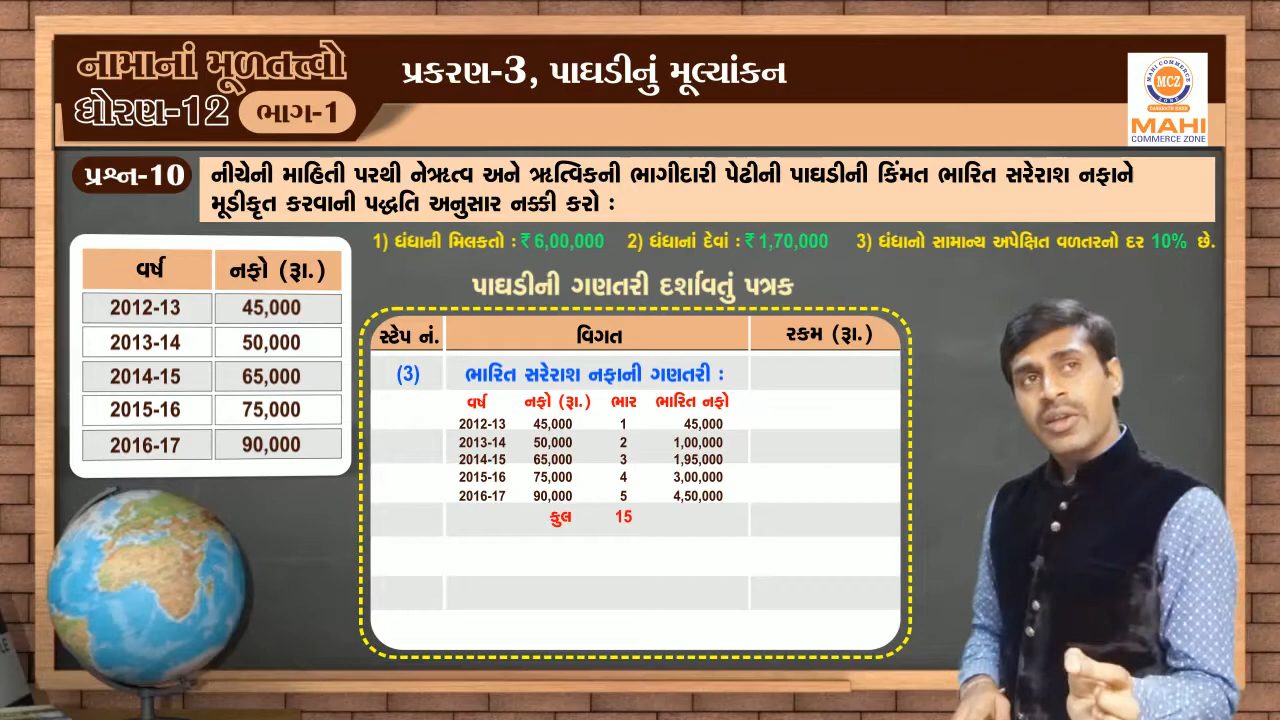 નામાનાં મૂળતત્ત્વો
ધોરણ-12 ભાગ-1
પ્રકરણ-3, પાઘડીનું મૂલ્યાંકન
MAHI COMMERCE ZONE
MCZ
MAHI
COMMERCE ZONE
પ્રશ્ન-10
નીચેની માહિતી પરથી નેઋત્વ અને ઋત્વિકની ભાગીદારી પેઢીની પાઘડીની કિંમત ભારિત સરેરાશ નફાને
મૂડીકૃત કરવાની પદ્ધતિ અનુસાર નક્કી કરો :
1) ધંધાની મિલકતો : ₹ 6,00,000 2) ધંધાનાં દેવાં : ₹ 1,70,000 3) ધંધાનો સામાન્ય અપેક્ષિત વળતરનો દર 10% છે.
વર્ષ નફો (રૂા.)
2012-13 45,000
2013-14 50,000
2014-15 65,000
2015-16 75,000
2016-17 90,000
પાઘડીની ગણતરી દર્શાવતું પત્રક
સ્ટેપ નં. વિગત રકમ (રૂા.)
(3) ભારિત સરેરાશ નફાની ગણતરી :
વર્ષ નફો (રૂા.) ભાર ભારિત નફો
2012-13 45,000 1 45,000
2013-14 50,000 2 1,00,000
2014-15 65,000 3 1,95,000
2015-16 75,000 4 3,00,000
2016-17 90,000 5 4,50,000
કુલ 15